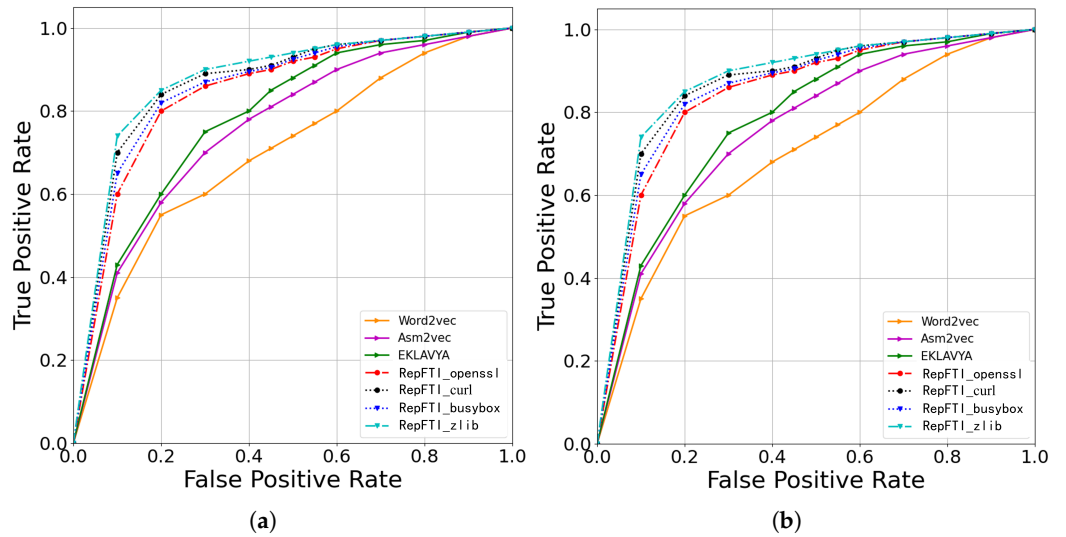 1.0
0.8
0.6
0.4
0.2
0.0
True Positive Rate
Word2vec
Asm2vec
EKLAVYA
RepFTI_openssl
RepFTI_curl
RepFTI_busybox
RepFTI_zlib
0.0 0.2 0.4 0.6 0.8 1.0
False Positive Rate
(a)
1.0
0.8
0.6
0.4
0.2
0.0
True Positive Rate
Word2vec
Asm2vec
EKLAVYA
RepFTI_openssl
RepFTI_curl
RepFTI_busybox
RepFTI_zlib
0.0 0.2 0.4 0.6 0.8 1.0
False Positive Rate
(b)